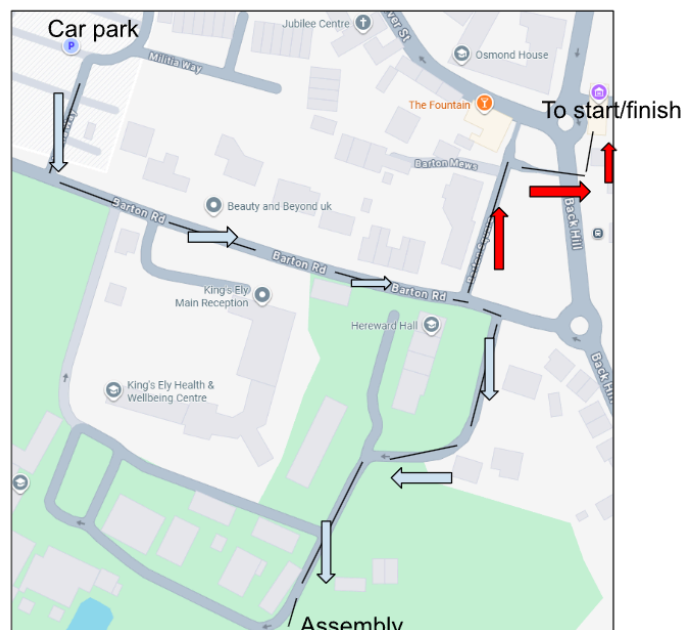 Car park
P
Jubilee Centre
Osmond House
Militia Way
The Fountain
To start/finish
Barton Mews
Barton Rd
Beauty and Beyond uk
Back Hill
Barton Rd
King's Ely
Main Reception
Barton Rd
Hereward Hall
Back Hill
King's Ely Health &
Wellbeing Centre
Assembly